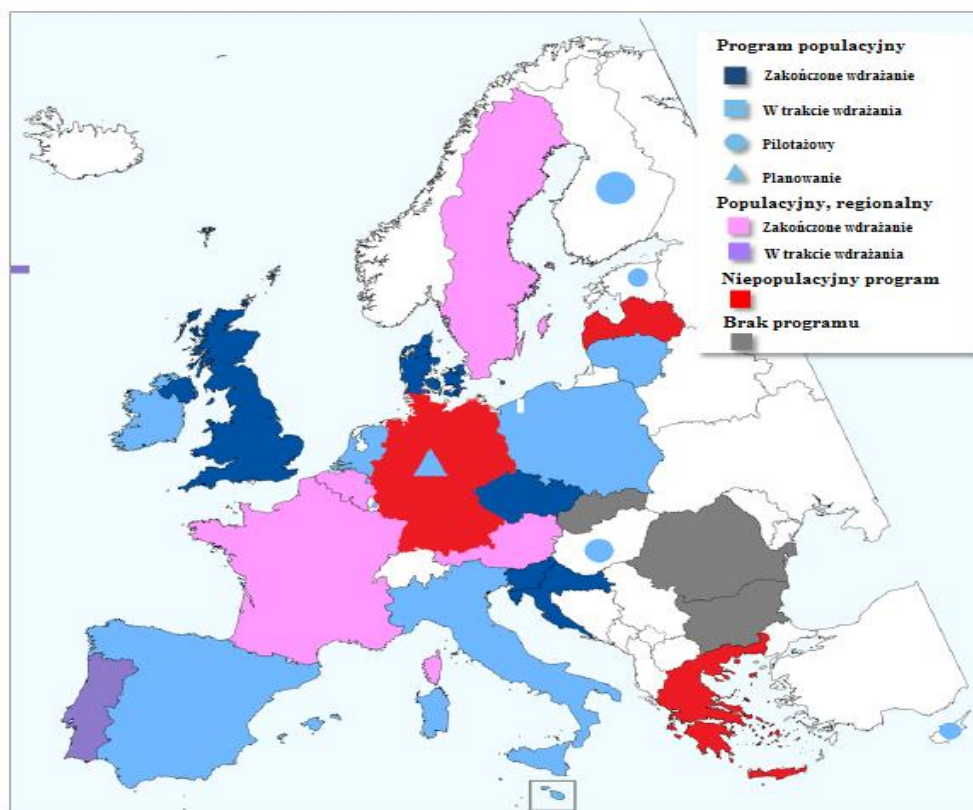 Program populacyjny
Zakończone wdrażanie
W trakcie wdrażania
Pilotażowy
Planowanie
Populacyjny, regionalny
Zakończone wdrażanie
W trakcie wdrażania
Niepopulacyjny program
Brak programu